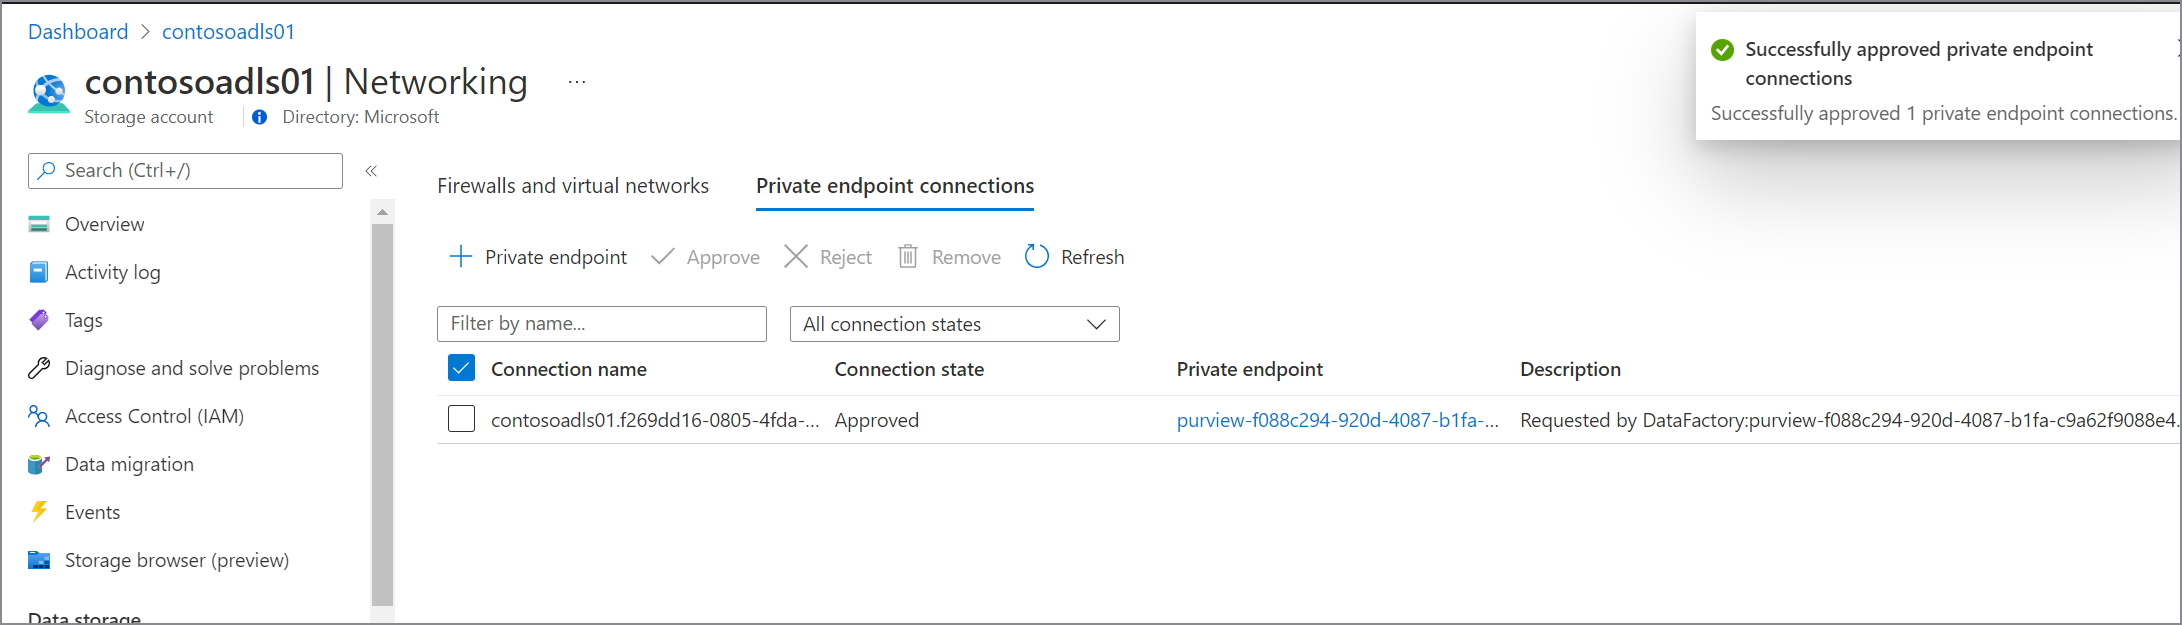 Dashboard > contosoadls01
contosoadls01 | Networking ...
Storage account
Directory: Microsoft
Successfully approved private endpoint
connections
Successfully approved 1 private endpoint connections.
Search (Ctrl+/)
Overview
Activity log
Tags
Diagnose and solve problems
Access Control (IAM)
Data migration
Events
Storage browser (preview)
Data storage
Firewalls and virtual networks
Private endpoint connections
Private endpoint
Approve
Reject
Remove
Refresh
Filter by name...
All connection states
Connection name Connection state Private endpoint Description
contosoadls01.f269dd16-0805-4fda-... Approved purview-f088c294-920d-4087-b1fa-... Requested by DataFactory:purview-f088c294-920d-4087-b1fa-c9a62f9088e4.